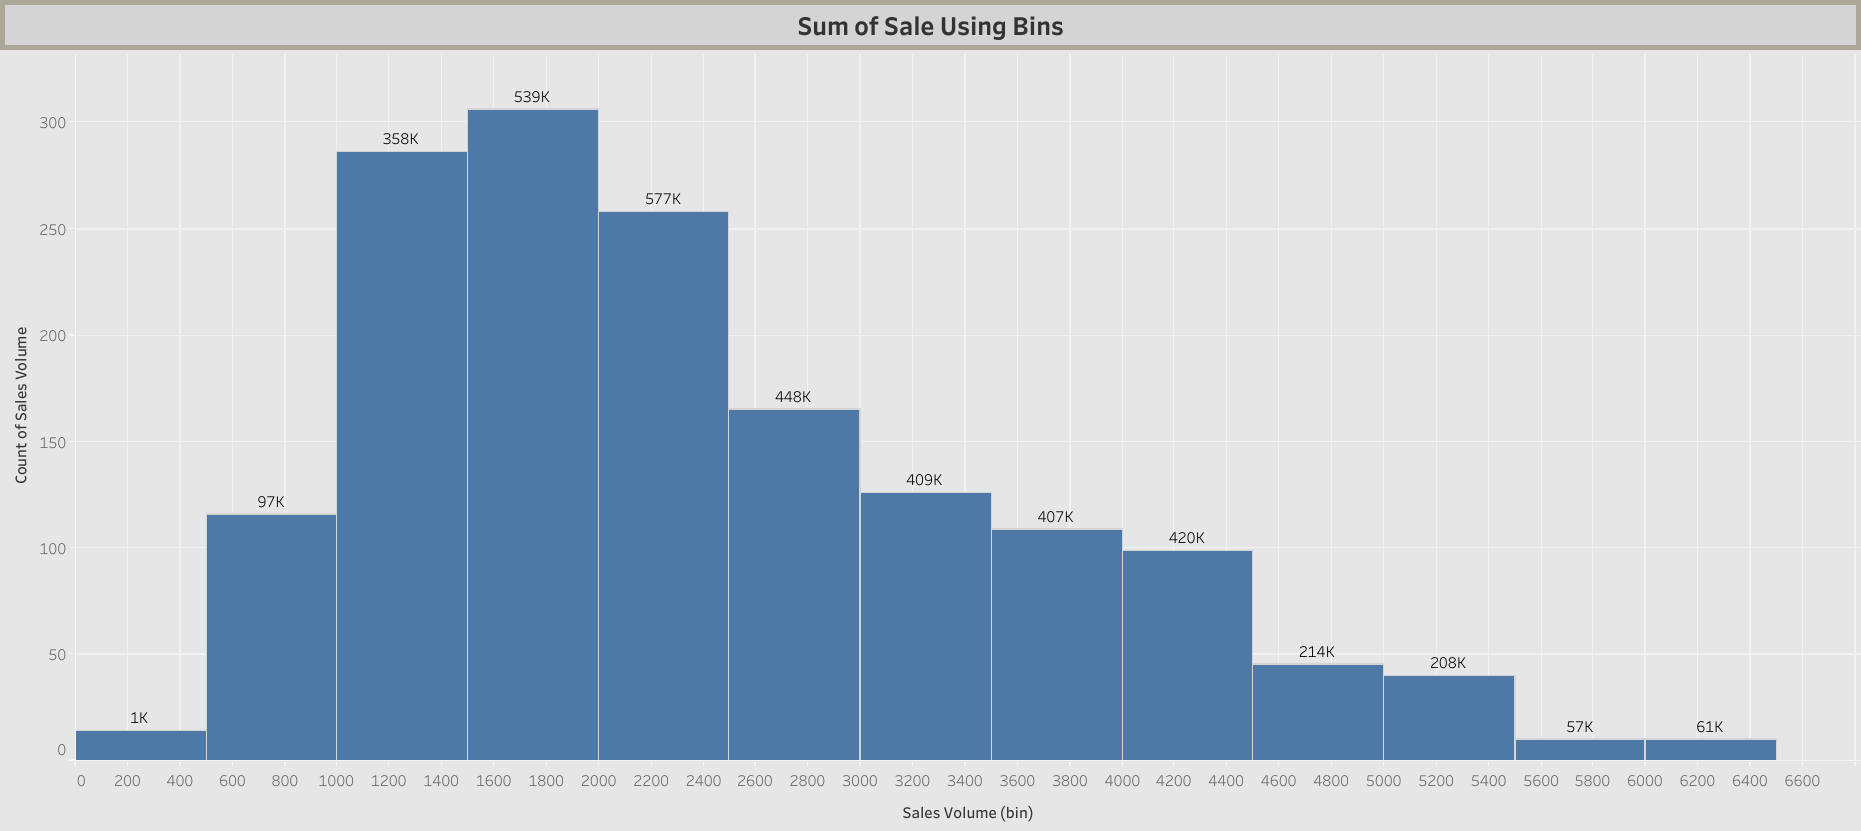 Sum of Sale Using Bins
539K
300
358K
577K
250
200
Count of Sales Volume
448K
150
409K
97K
407K
420K
100
50
214K
208K
1K
57K
61K
0
0 200 400 600 800 1000 1200 1400 1600 1800 2000 2200 2400 2600 2800 3000 3200 3400 3600 3800 4000 4200 4400 4600 4800 5000 5200 5400 5600 5800 6000 6200 6400 6600
Sales Volume (bin)